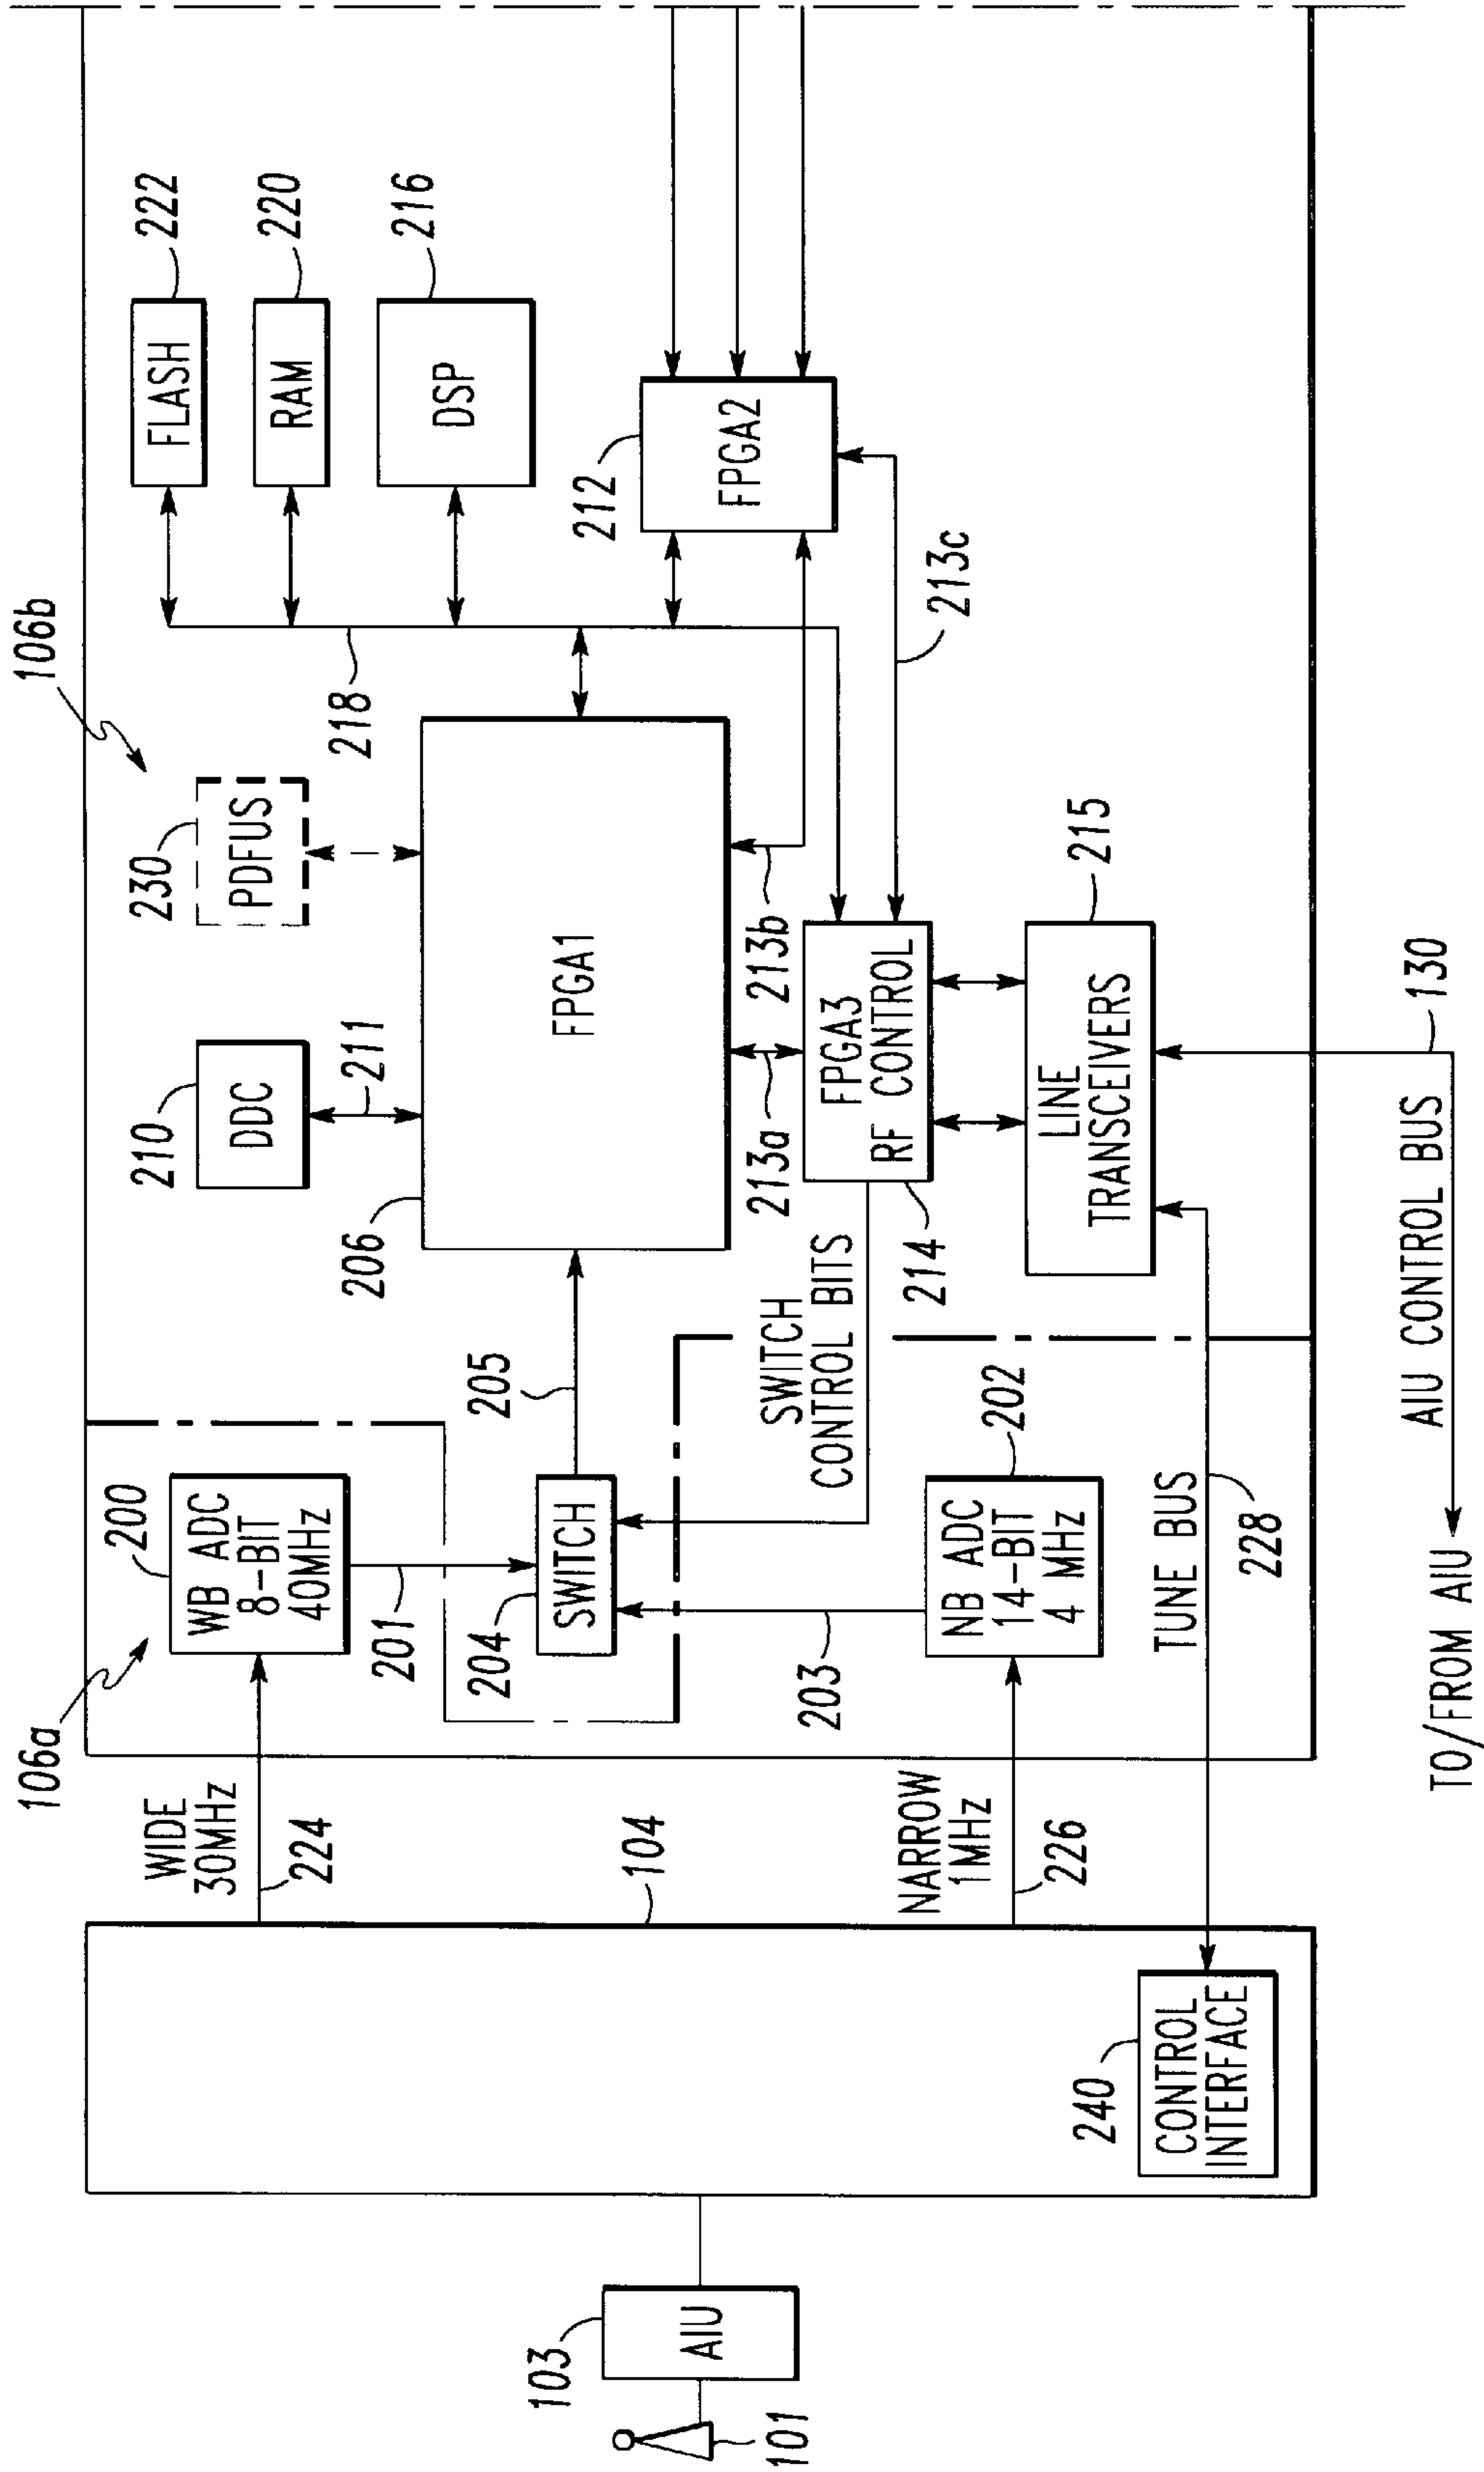 106a
106b
WIDE
30MHz
224
200
WB ADC
8-BIT
40MHz
201
204
SWITCH
205
203
NARROW
1MHz
226
NB ADC
14-BIT
4 MHz
202
SWITCH
CONTROL BITS
210
DDC
211
230
PDFUS
206
FPGA1
218
FLASH
222
RAM
220
DSP
216
212
FPGA2
213a
213b
213c
FPGA3
RF CONTROL
214
LINE
TRANSCEIVERS
215
TUNE BUS
228
101
103
AIU
104
240
CONTROL
INTERFACE
TO/FROM AIU
AIU CONTROL BUS
130